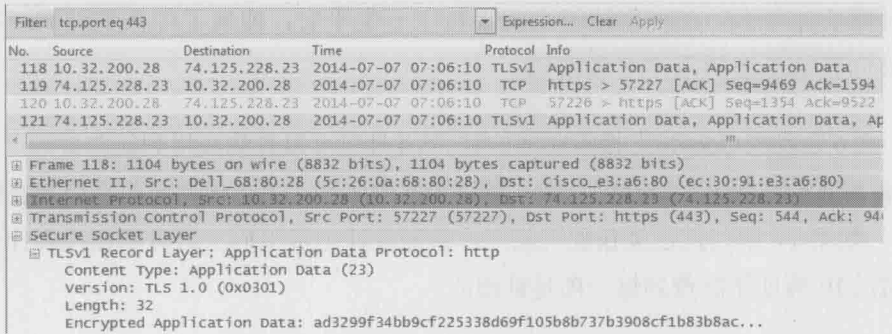 Filter: tcp.port eq 443 Expression... Clear Apply
No. Source Destination Time Protocol Info
118 10.32.200.28 74.125.228.23 2014-07-07 07:06:10 TLSv1 Application Data, Application Data
119 74.125.228.23 10.32.200.28 2014-07-07 07:06:10 TCP https > 57227 [ACK] Seq=9469 Ack=1594
120 10.32.200.28 74.125.228.23 2014-07-07 07:06:10 TCP 57226 > https [ACK] Seq=1354 Ack=9522
121 74.125.228.23 10.32.200.28 2014-07-07 07:06:10 TLSv1 Application Data, Application Data, Ap
Frame 118: 1104 bytes on wire (8832 bits), 1104 bytes captured (8832 bits)
Ethernet II, Src: Dell_68:80:28 (5c:26:0a:68:80:28), Dst: Cisco_e3:a6:80 (ec:30:91:e3:a6:80)
Internet Protocol, Src: 10.32.200.28 (10.32.200.28), Dst: 74.125.228.23 (74.125.228.23)
Transmission Control Protocol, Src Port: 57227 (57227), Dst Port: https (443), Seq: 544, Ack: 94
Secure Socket Layer
TLSv1 Record Layer: Application Data Protocol: http
Content Type: Application Data (23)
Version: TLS 1.0 (0x0301)
Length: 32
Encrypted Application Data: ad3299f34bb9cf225338d69f105b8b737b3908cf1b83b8ac...